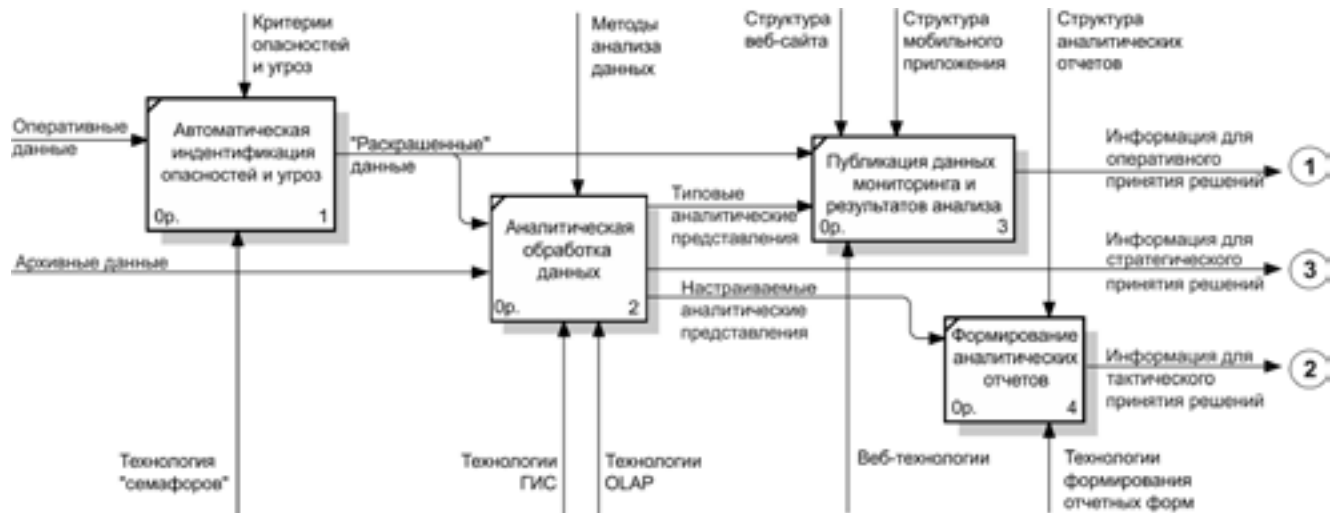 Критерии
опасностей
и угроз
Методы
анализа
данных
Структура
веб-сайта
Структура
мобильного
приложения
Структура
аналитических
отчетов
Оперативные
данные
Автоматическая
индентификация
опасностей и угроз
0р.
1
"Раскрашенные"
данные
Публикация данных
мониторинга и
результатов анализа
0р.
3
Информация для
оперативного
принятия решений
1
Типовые
аналитические
представления
Архивные данные
Аналитическая
обработка
данных
0р.
2
Информация для
стратегического
принятия решений
3
Настраиваемые
аналитические
представления
Формирование
аналитических
отчетов
0р.
4
Информация для
тактического
принятия решений
2
Технология
"семафоров"
Технологии
ГИС
Технологии
OLAP
Веб-технологии
Технологии
формирования
отчетных форм